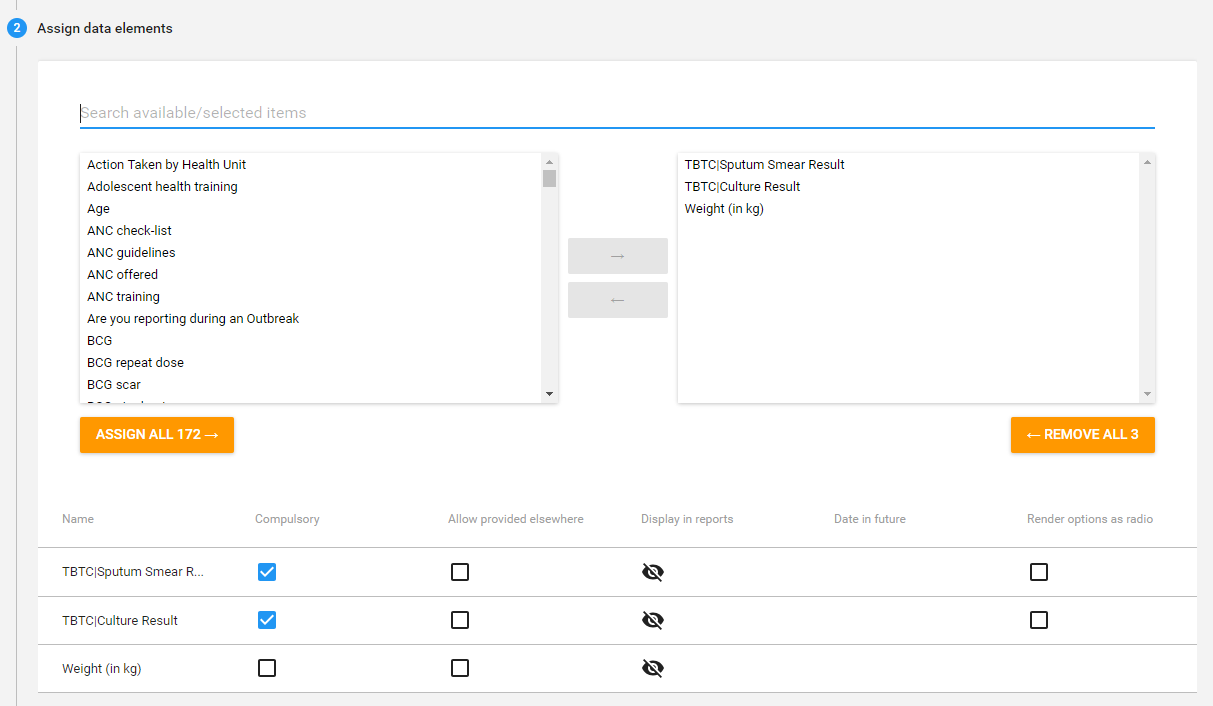 2 Assign data elements
Search available/selected items
Action Taken by Health Unit
Adolescent health training
Age
ANC check-list
ANC guidelines
ANC offered
ANC training
Are you reporting during an Outbreak
BCG
BCG repeat dose
BCG scar
→
←
TBTC|Sputum Smear Result
TBTC|Culture Result
Weight (in kg)
ASSIGN ALL 172 →
← REMOVE ALL 3
Name Compulsory Allow provided elsewhere Display in reports Date in future Render options as radio
TBTC|Sputum Smear R...
TBTC|Culture Result
Weight (in kg)